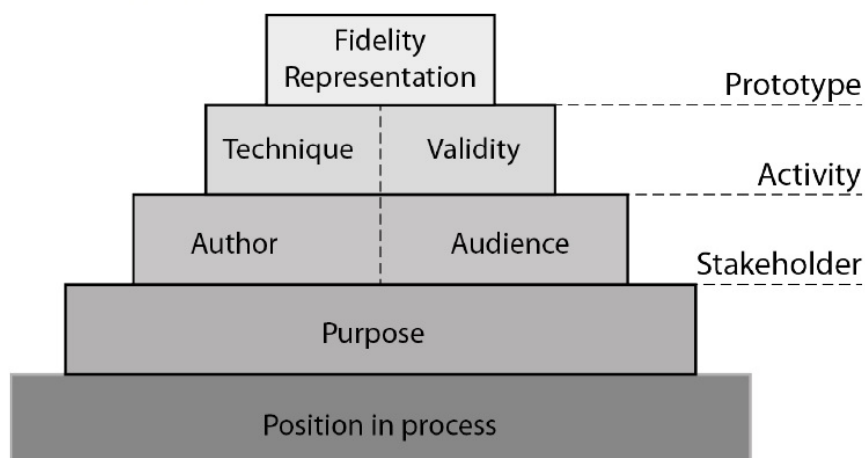 Fidelity
Representation
Prototype
Technique Validity
Activity
Author Audience
Stakeholder
Purpose
Position in process